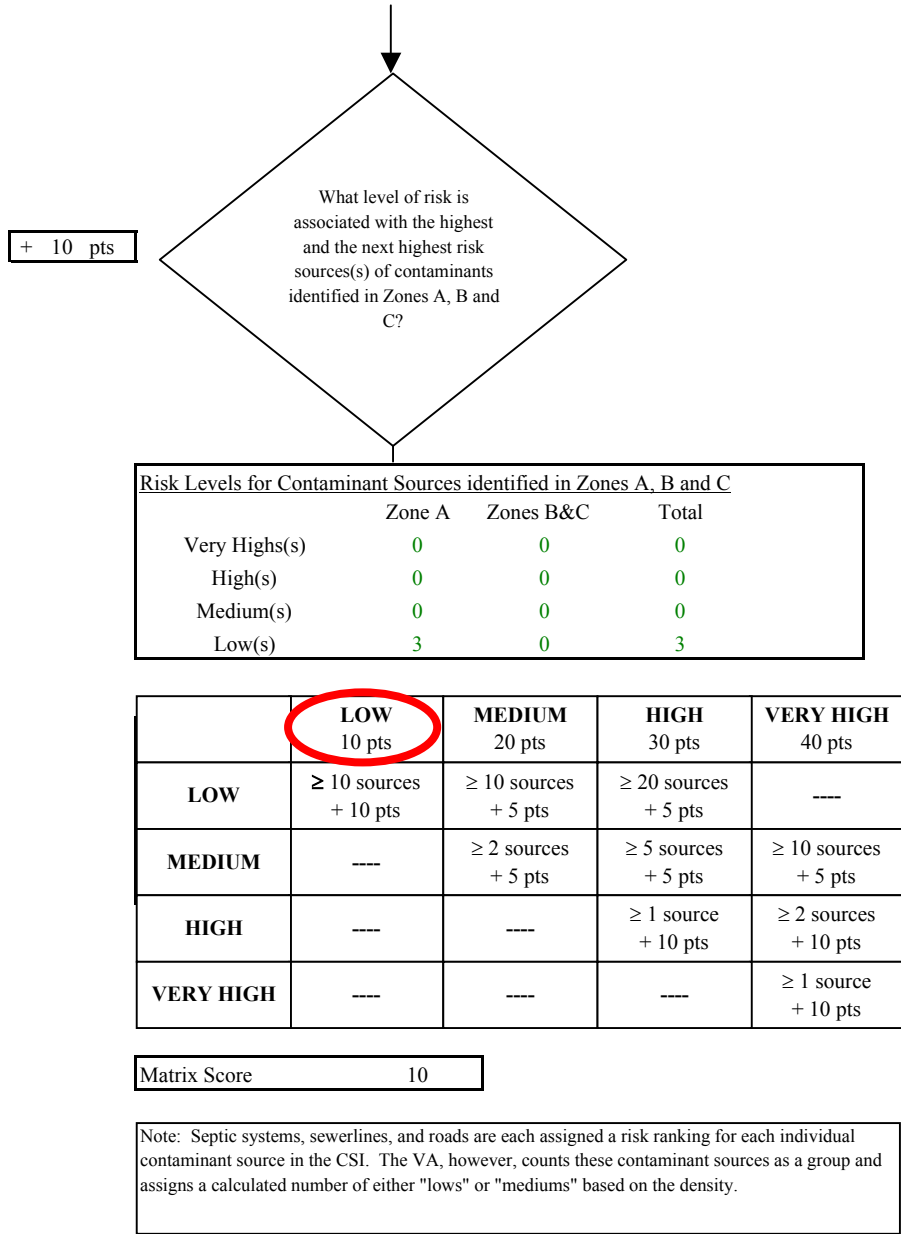 What level of risk is
associated with the highest
and the next highest risk
sources(s) of contaminants
identified in Zones A, B and
C?
+ 10 pts
Risk Levels for Contaminant Sources identified in Zones A, B and C
Zone A Zones B&C Total
Very Highs(s) 0 0 0
High(s) 0 0 0
Medium(s) 0 0 0
Low(s) 3 0 3
LOW MEDIUM HIGH VERY HIGH
10 pts 20 pts 30 pts 40 pts
LOW ≥ 10 sources + 10 pts ≥ 10 sources + 5 pts ≥ 20 sources + 5 pts ----
MEDIUM ---- ≥ 2 sources + 5 pts ≥ 5 sources + 5 pts ≥ 10 sources + 5 pts
HIGH ---- ---- ≥ 1 source + 10 pts ≥ 2 sources + 10 pts
VERY HIGH ---- ---- ---- ≥ 1 source + 10 pts
Matrix Score 10
Note: Septic systems, sewerlines, and roads are each assigned a risk ranking for each individual
contaminant source in the CSI. The VA, however, counts these contaminant sources as a group and
assigns a calculated number of either "lows" or "mediums" based on the density.